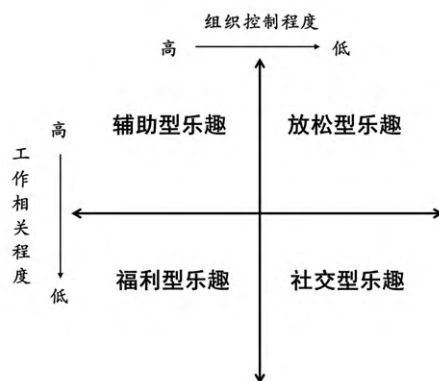 组织控制程度
高 低
辅助型乐趣 放松型乐趣
高
工作相关程度
低
福利型乐趣 社交型乐趣